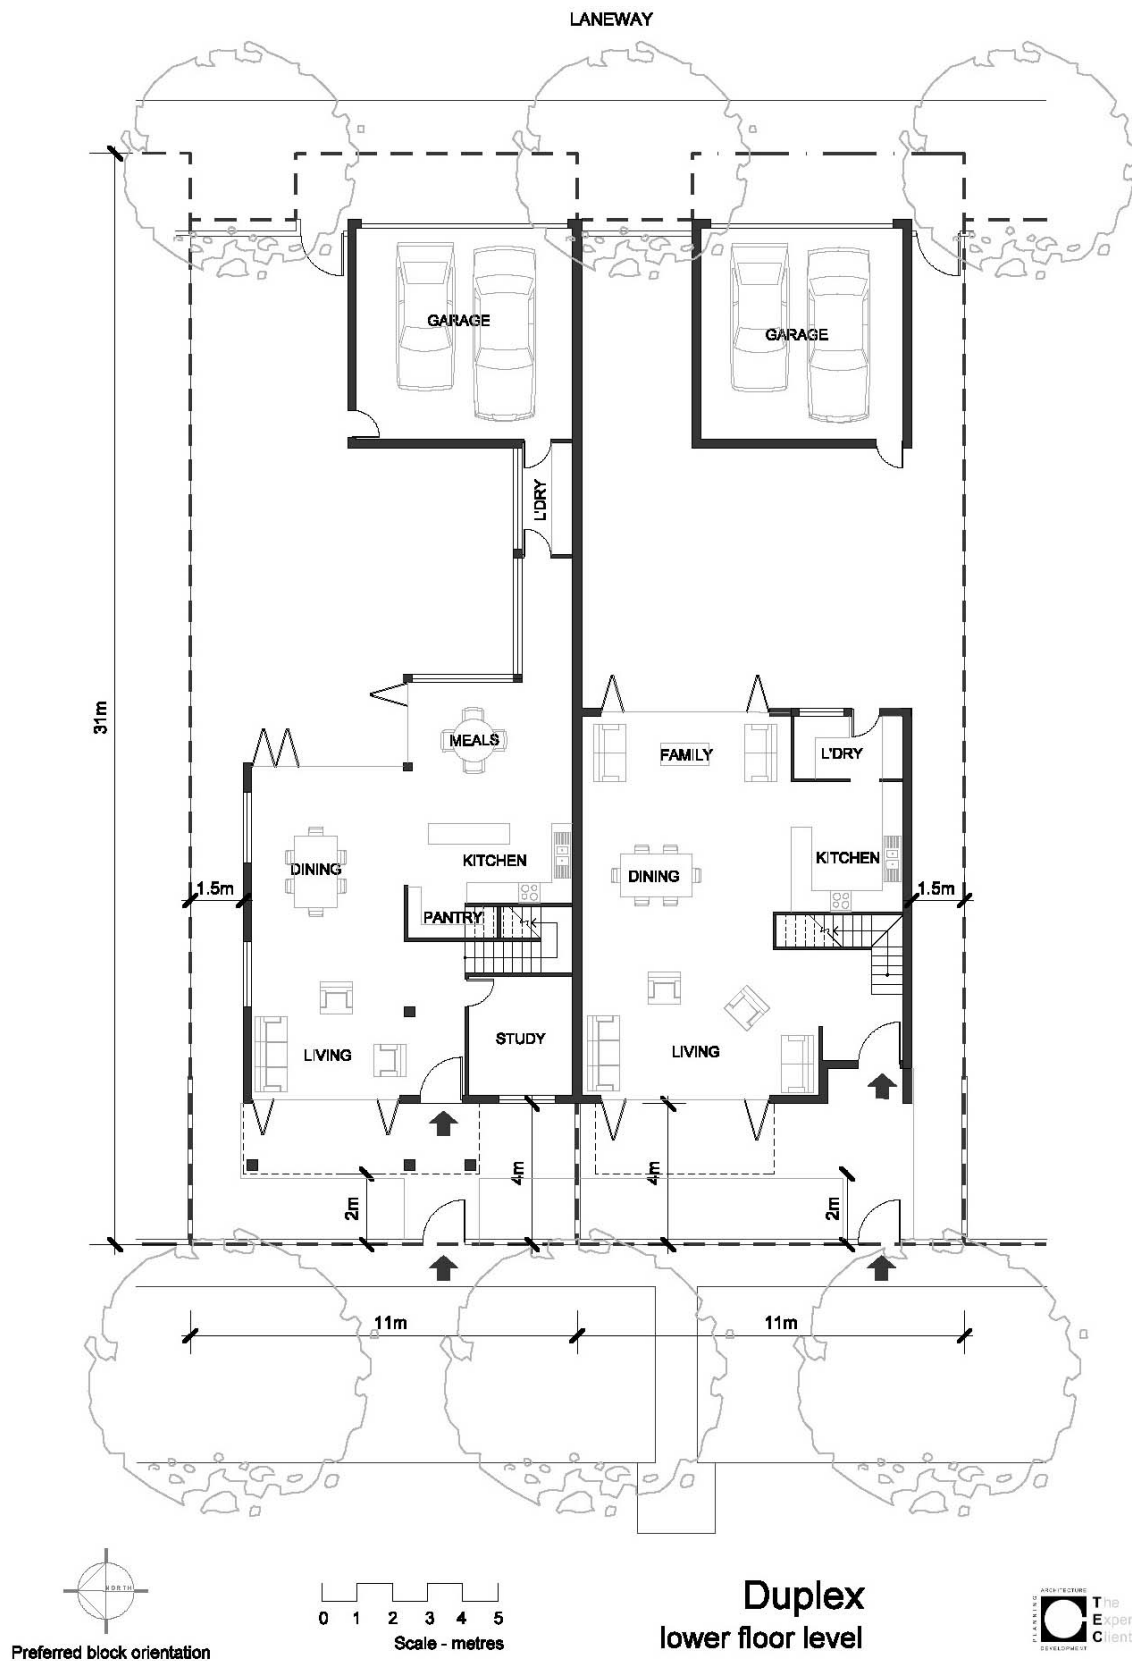 LANEWAY
GARAGE
GARAGE
L'DRY
31m
MEALS
FAMILY
L'DRY
DINING
KITCHEN
DINING
KITCHEN
1.5m
1.5m
PANTRY
STUDY
LIVING
LIVING
4m
4m
2m
2m
11m
11m
NORTH
Preferred block orientation
0 1 2 3 4 5
Scale - metres
Duplex
lower floor level
ARCHITECTURE
PLANNING
DEVELOPMENT
The
Exper
Client